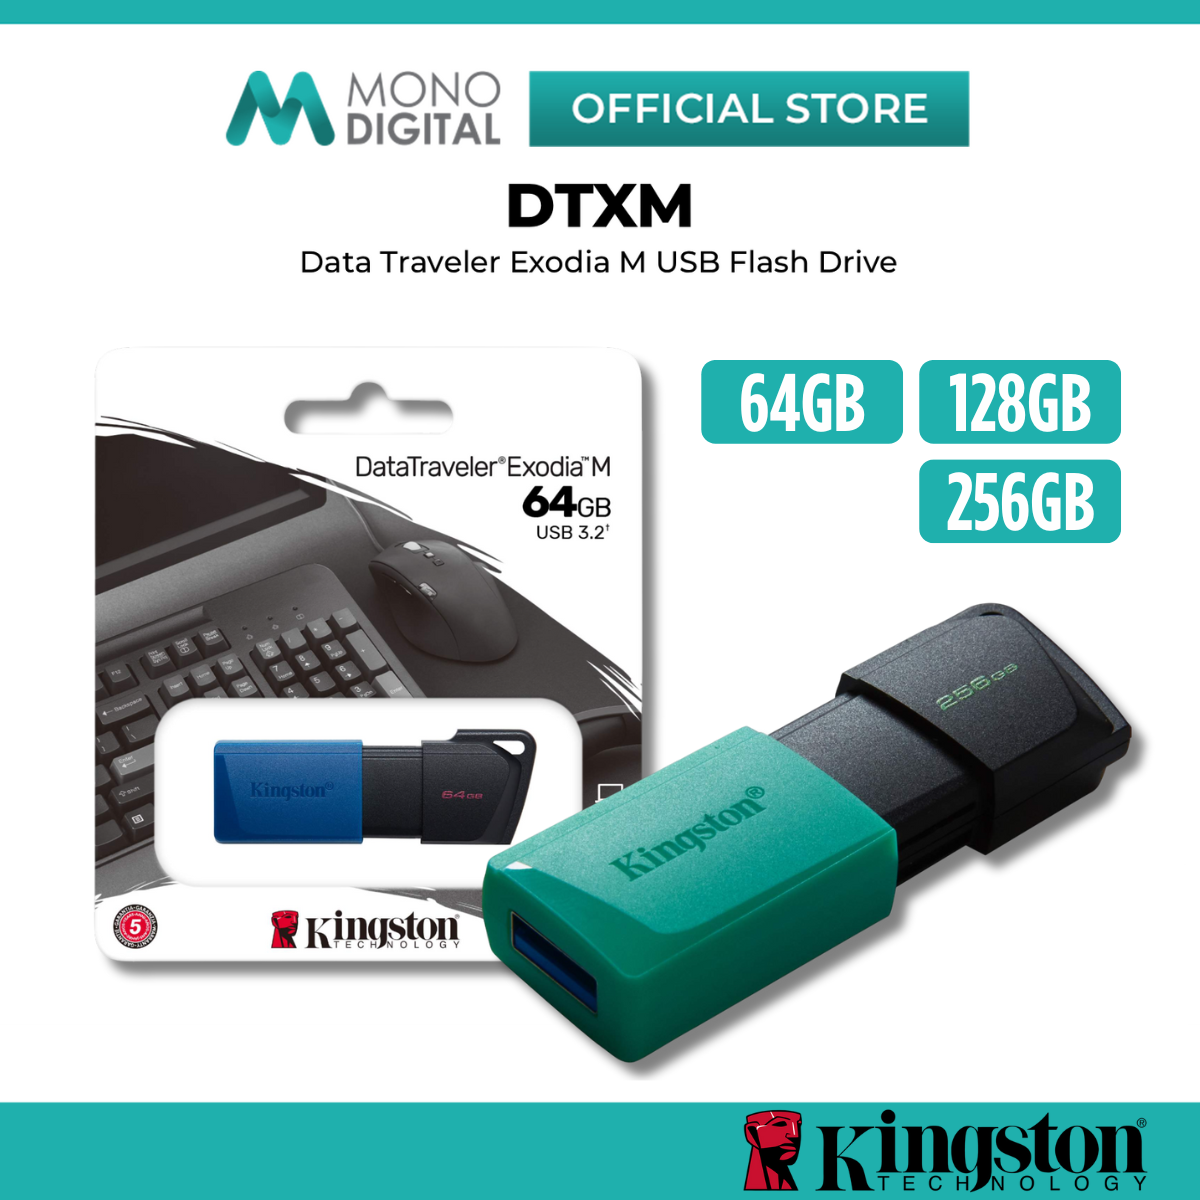 MONO
DIGITAL
OFFICIAL STORE
DTXM
Data Traveler Exodia M USB Flash Drive
64GB
128GB
256GB
DataTraveler® Exodia™ M
64GB
USB 3.2†
Kingston
64GB
5
Kingston
TECHNOLOGY
256GB
Kingston®
Kingston®
TECHNOLOGY